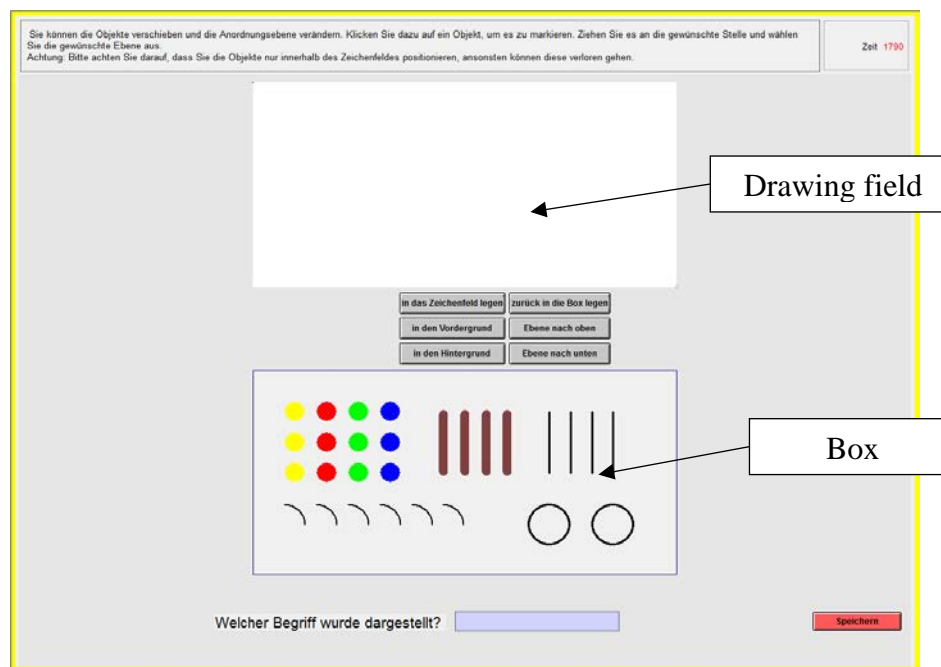 Sie können die Objekte verschieben und die Anordnungsebene verändern. Klicken Sie dazu auf ein Objekt, um es zu markieren. Ziehen Sie es an die gewünschte Stelle und wählen
Sie die gewünschte Ebene aus.
Achtung: Bitte achten Sie darauf, dass Sie die Objekte nur innerhalb des Zeichenfeldes positionieren, ansonsten können diese verloren gehen.
Zeit 1790
Drawing field
in das Zeichenfeld legen zurück in die Box legen
in den Vordergrund Ebene nach oben
in den Hintergrund Ebene nach unten
Box
Welcher Begriff wurde dargestellt?
Speichern